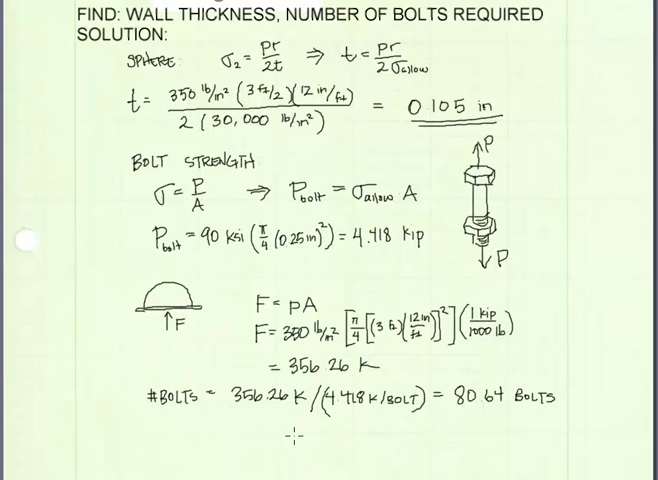 FIND: WALL THICKNESS, NUMBER OF BOLTS REQUIRED
SOLUTION:
SPHERE: σ₂ = pr/2t ⇒ t = pr/2σallow
t = 350 lb/in² (3 ft/2)(12 in/ft) / 2(30,000 lb/in²) = 0.105 in
BOLT STRENGTH
σ = P/A ⇒ Pbolt = σallow A
Pbolt = 90 ksi (π/4 (0.25 in)²) = 4.418 kip
P
P
F
F = pA
F = 350 lb/in² [π/4 [(3 ft)(12 in/ft)]²] (1 kip/1000 lb)
= 356.26 K
#BOLTS = 356.26 K/(4.418 K/BOLT) = 80.64 BOLTS